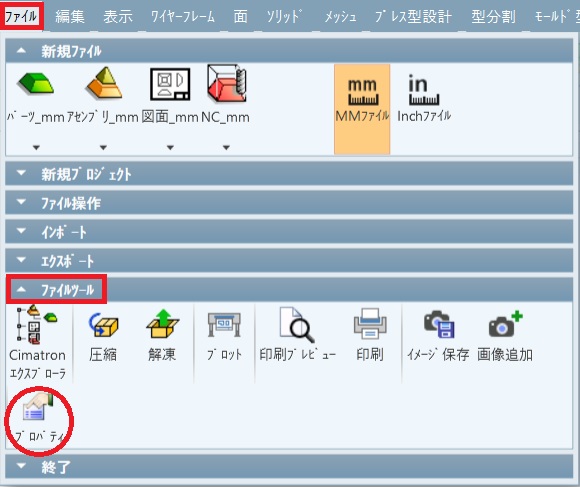 ファイル 編集 表示 ワイヤーフレーム 面 ソリッド メッシュ プレス型設計 型分割 モールド型
新規ファイル
mm in
パーツ_mm アセンブリ_mm 図面_mm NC_mm MMファイル Inchファイル
新規プロジェクト
ファイル操作
インポート
エクスポート
ファイルツール
Cimatron 圧縮 解凍 プロット 印刷プレビュー 印刷 イメージ保存 画像追加
エクスプローラ
プロパティ
終了